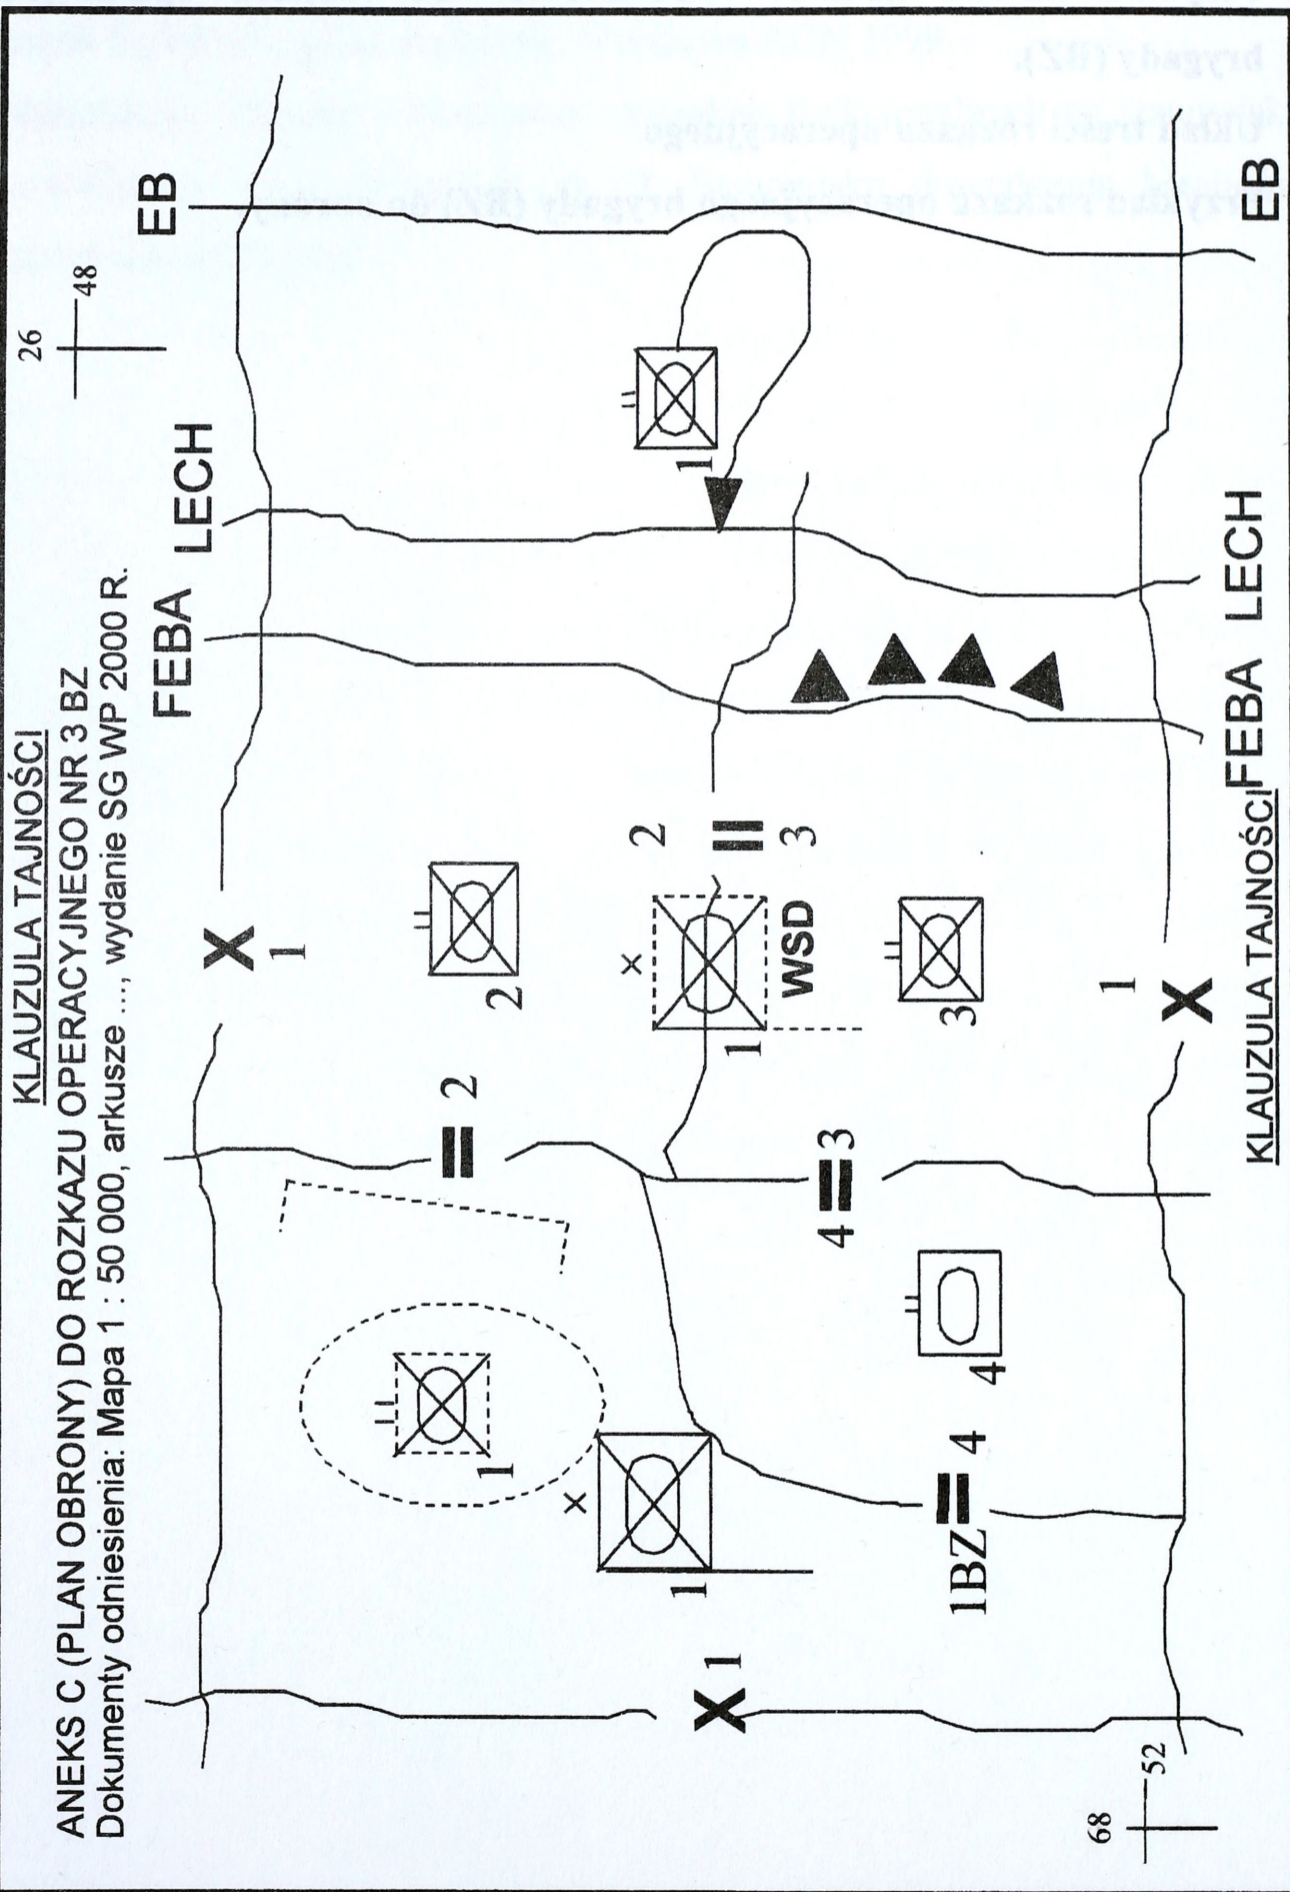 KLAUZULA TAJNOŚCI
26
48
ANEKS C (PLAN OBRONY) DO ROZKAZU OPERACYJNEGO NR 3 BZ
Dokumenty odniesienia: Mapa 1 : 50 000, arkusze ..., wydanie SG WP 2000 R.
FEBA
LECH
EB
X
1
2
2
1
X
X
2
1
1
X 1
1
3
WSD
4 3
3
1BZ 4
4
68
52
1
X
FEBA
LECH
EB
KLAUZULA TAJNOŚCI